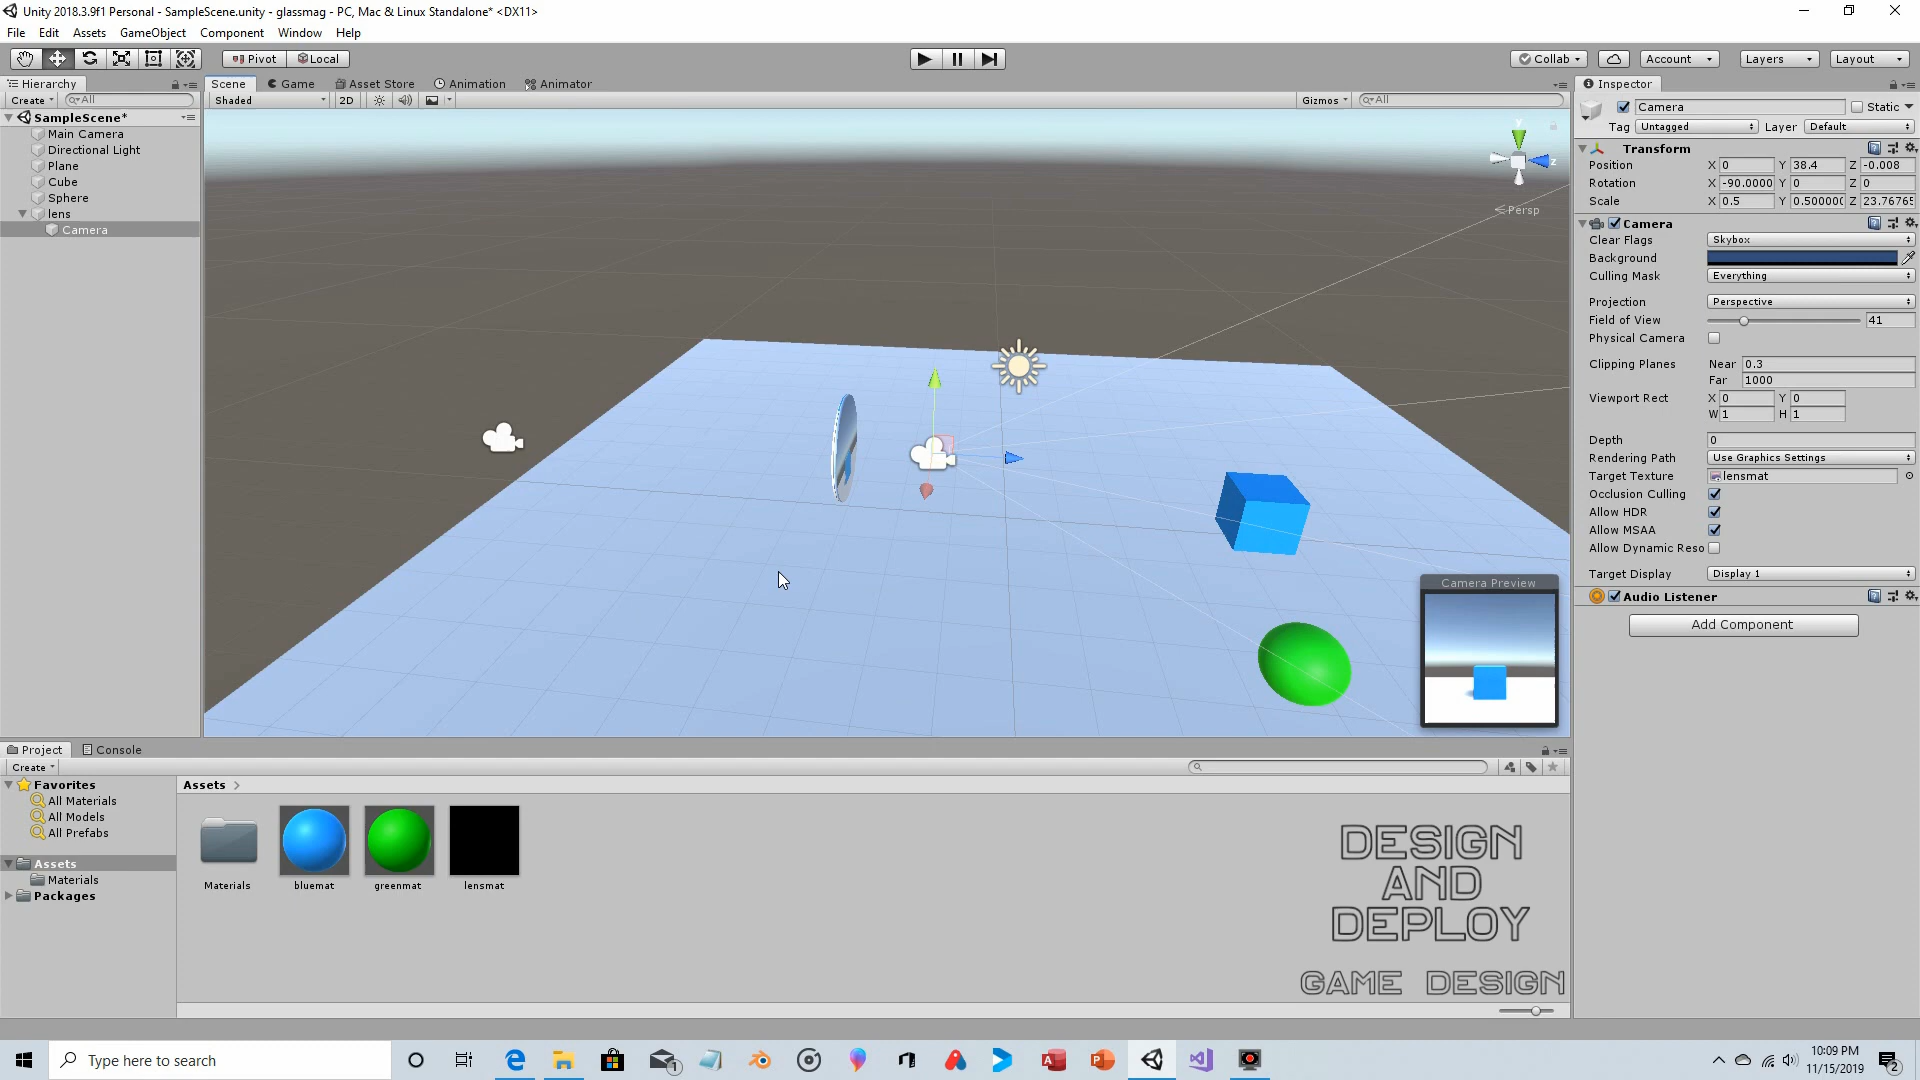 Unity 2018.3.9f1 Personal - SampleScene.unity - glassmag - PC, Mac & Linux Standalone* <DX11>
File Edit Assets GameObject Component Window Help
Pivot Local Collab Account Layers Layout
Hierarchy
Create All
SampleScene*
Main Camera
Directional Light
Plane
Cube
Sphere
lens
Camera
Scene Game Asset Store Animation Animator
Shaded 2D Gizmos All
y
z
Persp
Camera Preview
Inspector
Camera Static
Tag Untagged Layer Default
Transform
Position X 0 Y 38.4 Z -0.008
Rotation X -90.0000 Y 0 Z 0
Scale X 0.5 Y 0.500000 Z 23.76765
Camera
Clear Flags Skybox
Background
Culling Mask Everything
Projection Perspective
Field of View 41
Physical Camera
Clipping Planes Near 0.3
Far 1000
Viewport Rect X 0 Y 0
W 1 H 1
Depth 0
Rendering Path Use Graphics Settings
Target Texture lensmat
Occlusion Culling
Allow HDR
Allow MSAA
Allow Dynamic Reso
Target Display Display 1
Audio Listener
Add Component
Project Console
Create
Favorites
All Materials
All Models
All Prefabs
Assets
Materials
Packages
Assets
Materials bluemat greenmat lensmat
DESIGN
AND
DEPLOY
GAME DESIGN
Type here to search
1
10:09 PM
11/15/2019
2